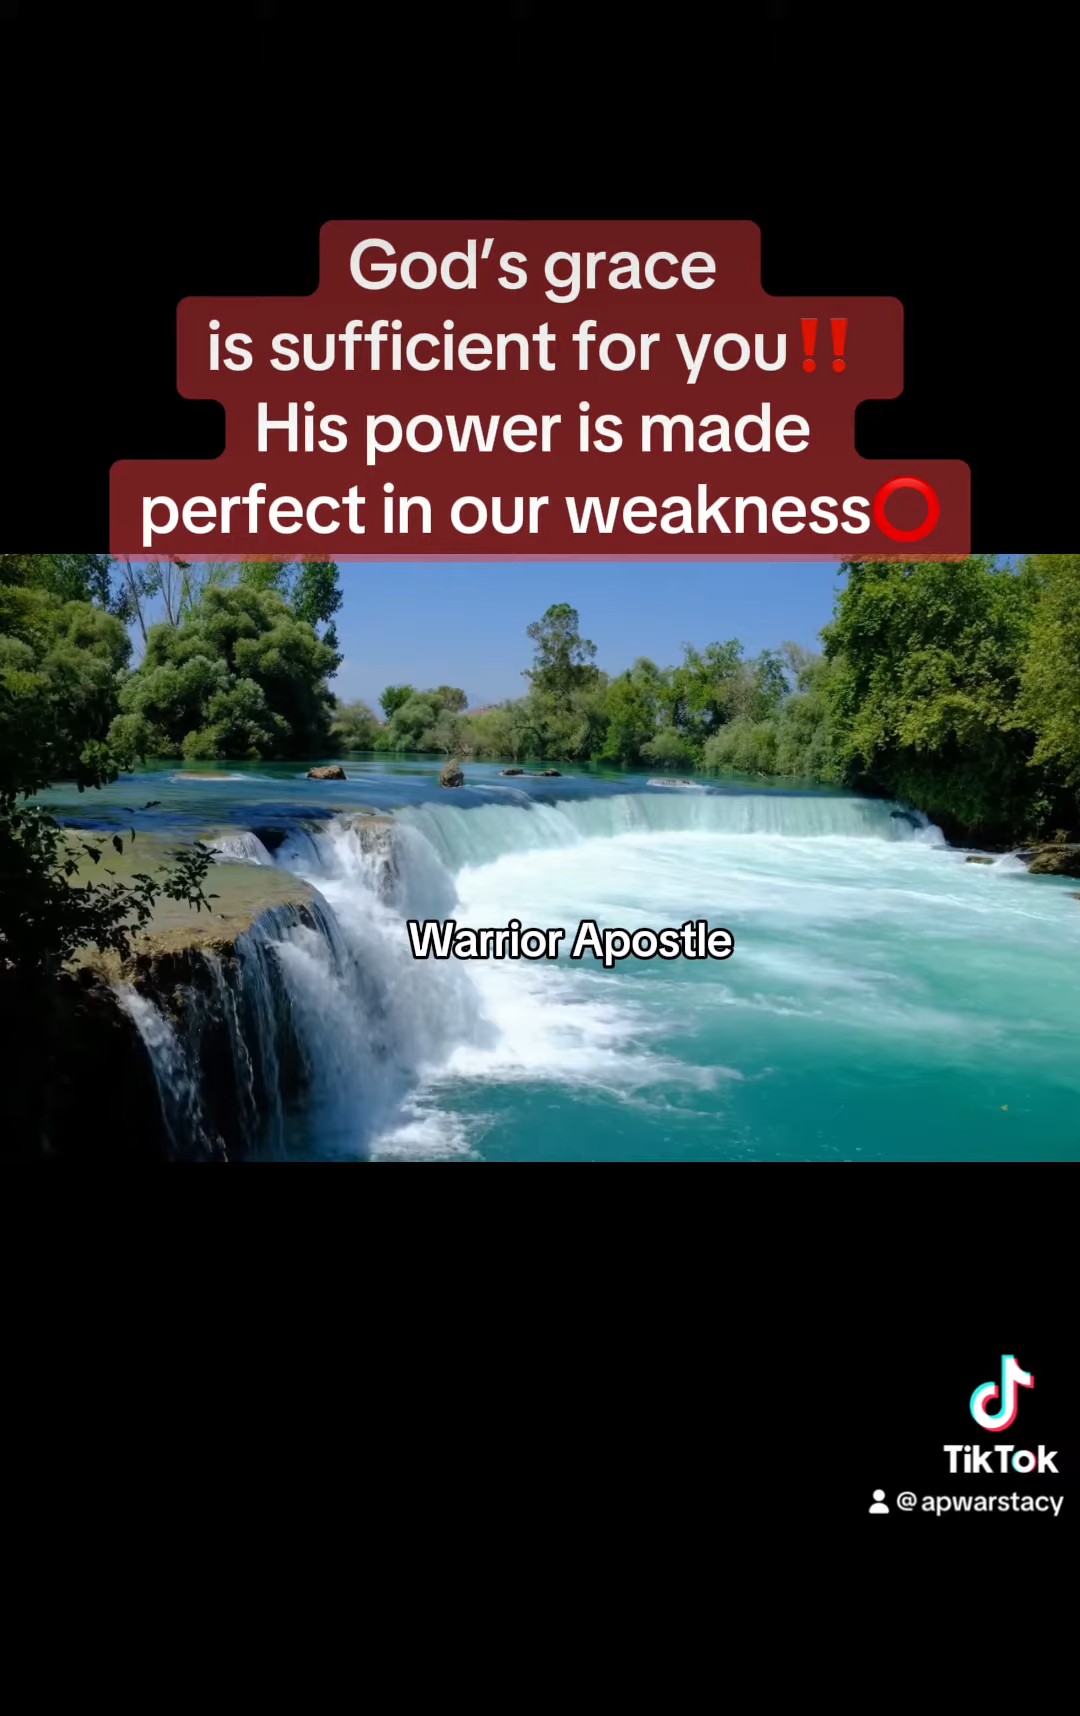 God’s grace
is sufficient for you‼️
His power is made
perfect in our weakness⭕
Warrior Apostle
TikTok
@apwarstacy